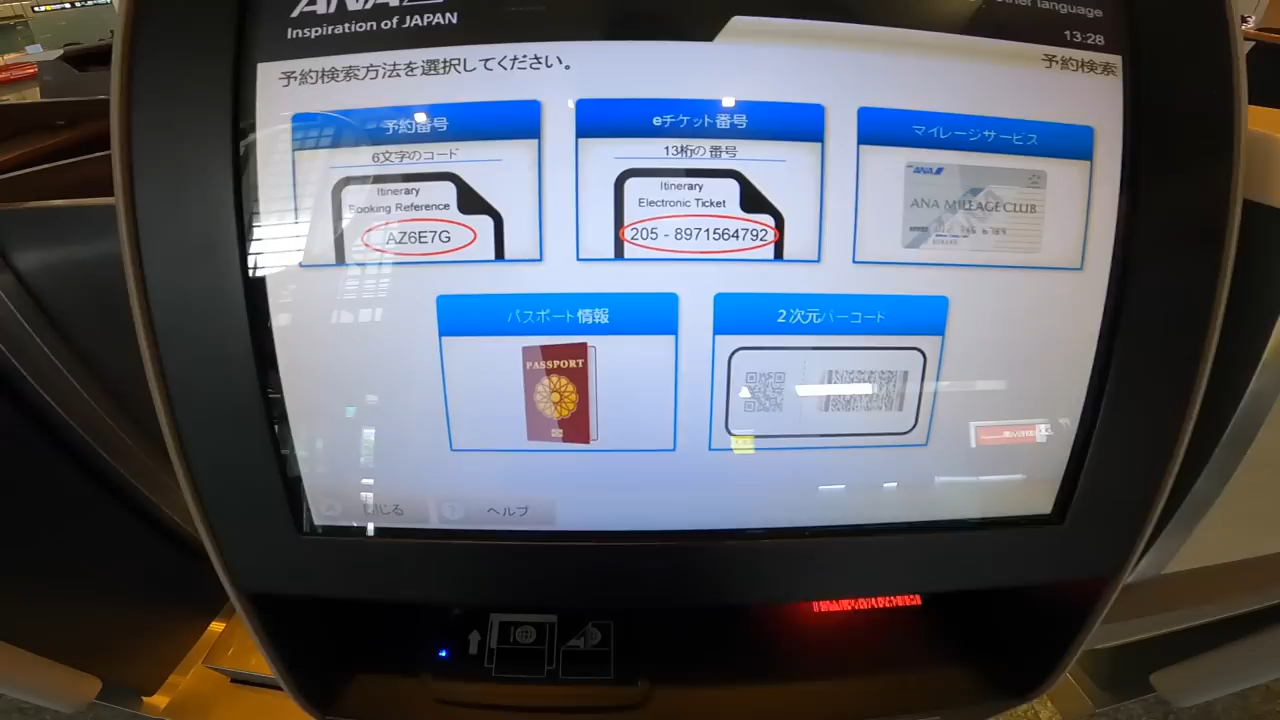 ANA
Inspiration of JAPAN
language
13:28
予約検索方法を選択してください。
予約検索
予約番号
6文字のコード
Itinerary
Booking Reference
AZ6E7G
eチケット番号
13桁の番号
Itinerary
Electronic Ticket
205 - 8971564792
マイレージサービス
ANA
ANA MILEAGE CLUB
パスポート情報
PASSPORT
2次元バーコード
閉じる
? ヘルプ